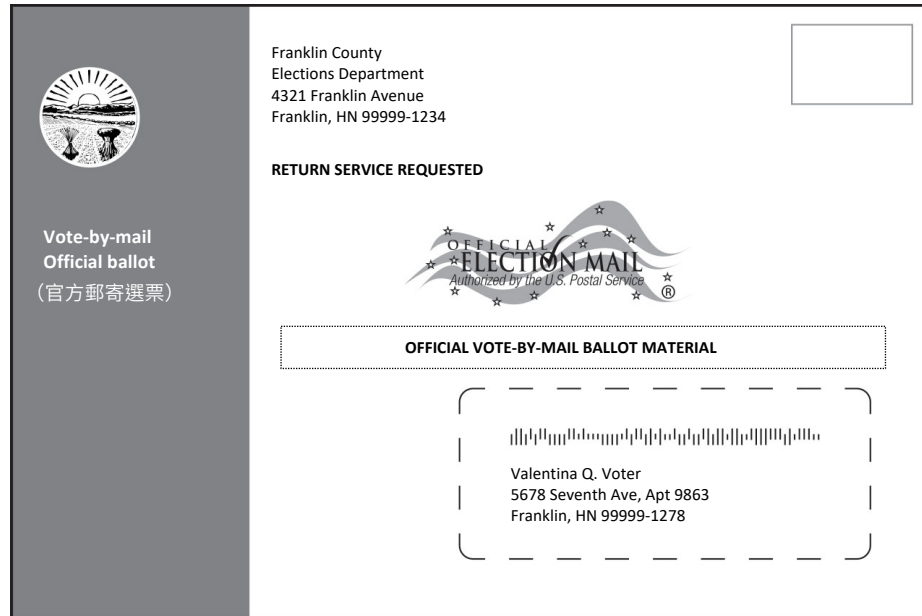 Vote-by-mail
Official ballot
（官方郵寄選票）
Franklin County
Elections Department
4321 Franklin Avenue
Franklin, HN 99999-1234
RETURN SERVICE REQUESTED
OFFICIAL
ELECTION MAIL
Authorized by the U.S. Postal Service
®
OFFICIAL VOTE-BY-MAIL BALLOT MATERIAL
Valentina Q. Voter
5678 Seventh Ave, Apt 9863
Franklin, HN 99999-1278